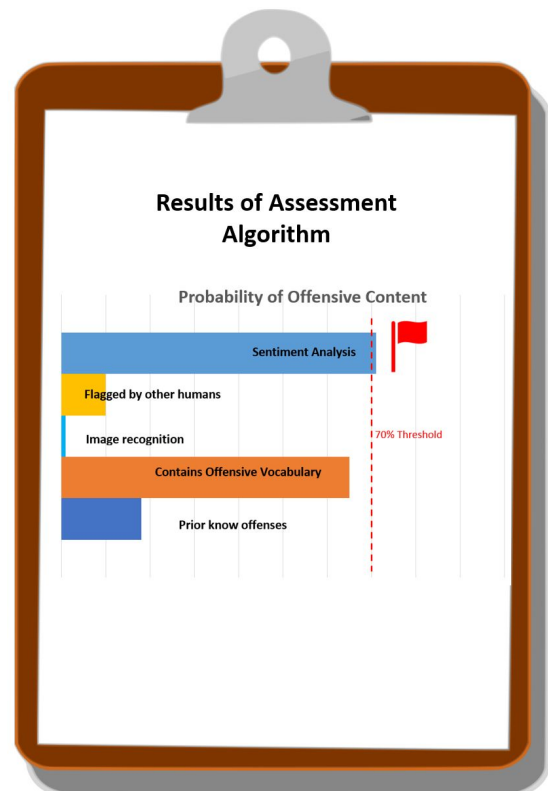 Results of Assessment
Algorithm
Probability of Offensive Content
Sentiment Analysis
Flagged by other humans
Image recognition
70% Threshold
Contains Offensive Vocabulary
Prior know offenses